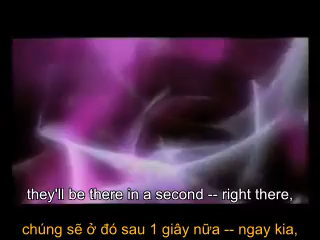 they'll be there in a second -- right there,
chúng sẽ ở đó sau 1 giây nữa -- ngay kia,